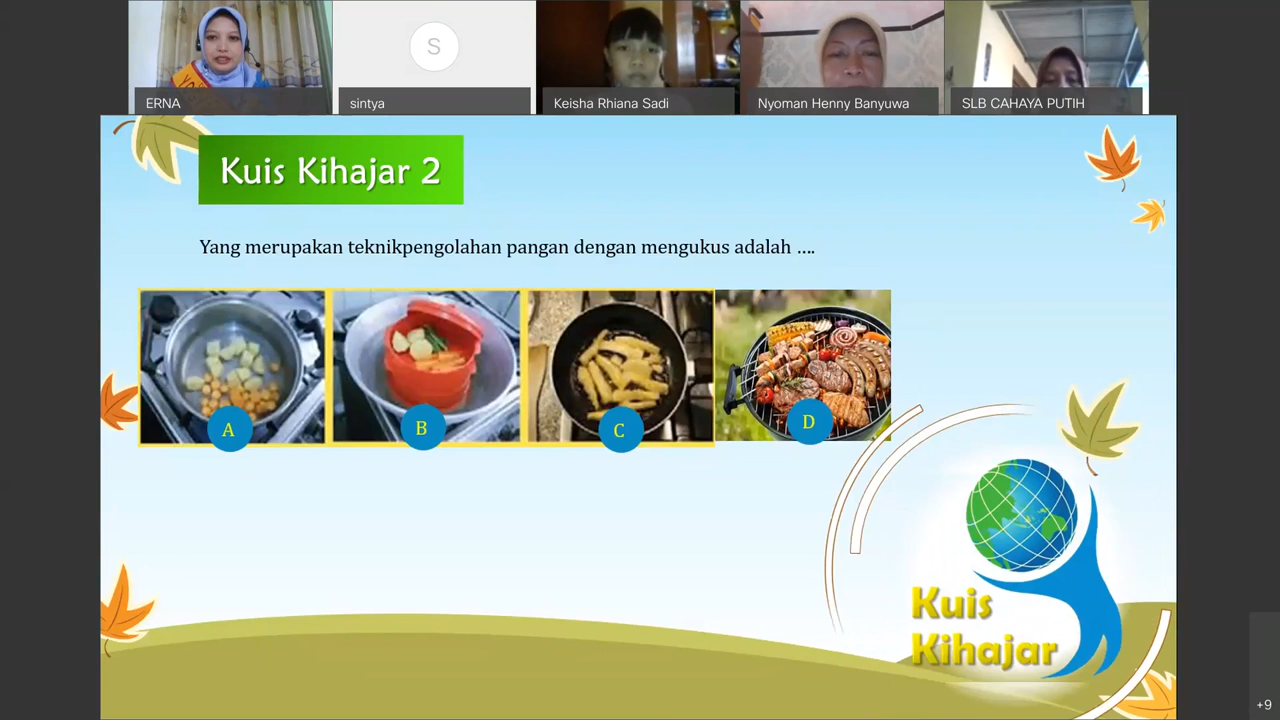 S
ERNA
sintya
Keisha Rhiana Sadi
Nyoman Henny Banyuwa
SLB CAHAYA PUTIH
Kuis Kihajar 2
Yang merupakan teknikpengolahan pangan dengan mengukus adalah ....
A
B
C
D
Kuis
Kihajar
+9